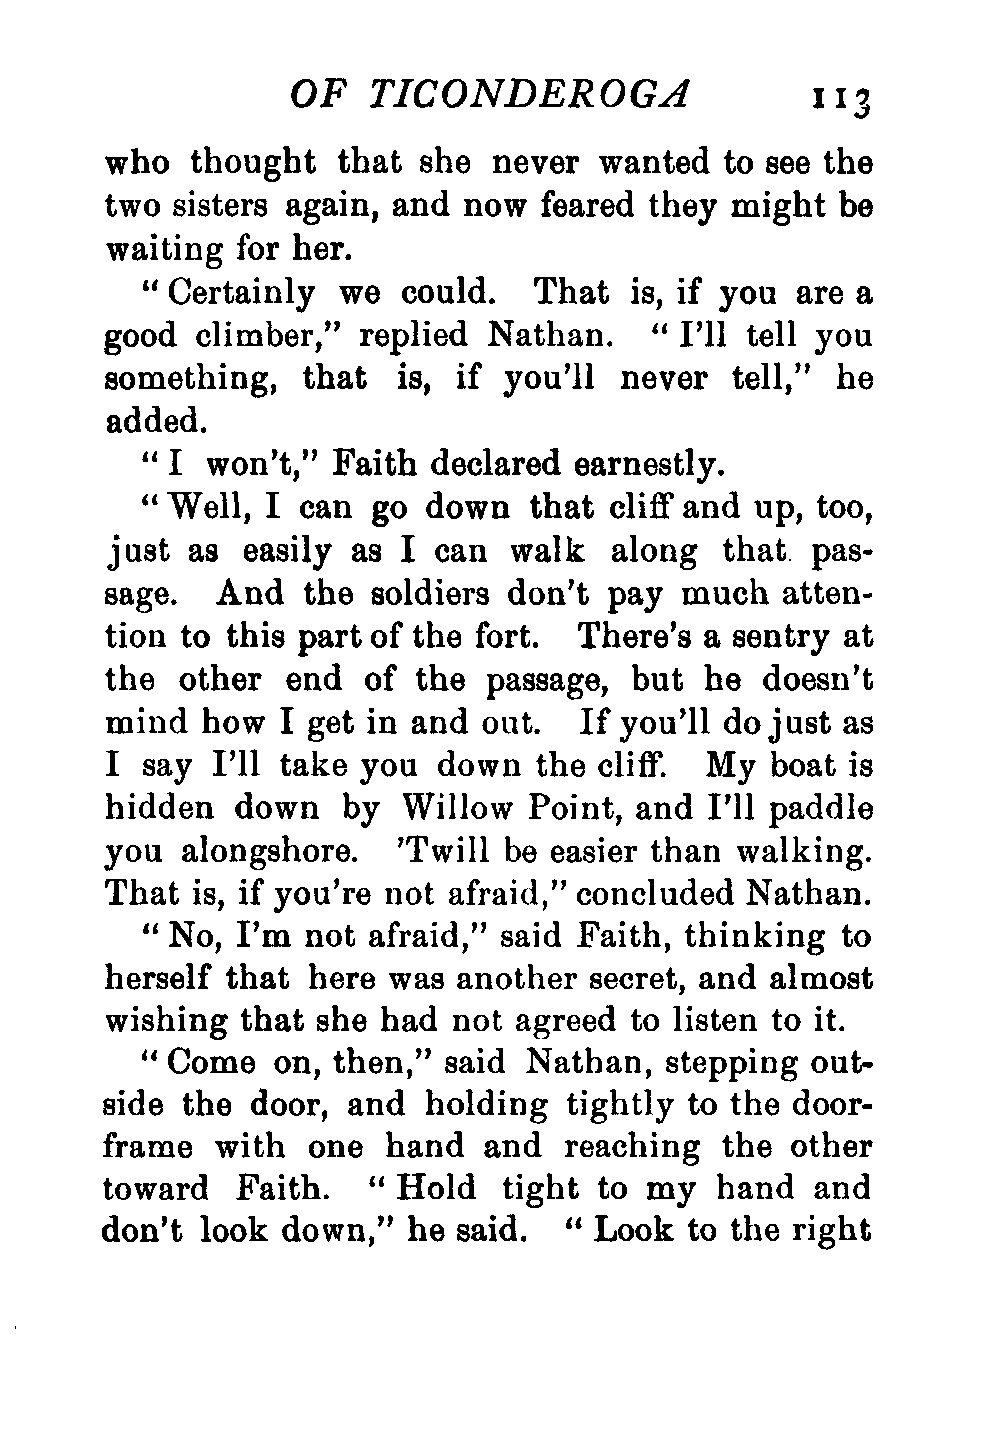 OF TICONDEROGA 113
who thought that she never wanted to see the
two sisters again, and now feared they might be
waiting for her.
“ Certainly we could. That is, if you are a
good climber,” replied Nathan. “ I’ll tell you
something, that is, if you’ll never tell,” he
added.
“ I won’t,” Faith declared earnestly.
“ Well, I can go down that cliff and up, too,
just as easily as I can walk along that pas-
sage. And the soldiers don’t pay much atten-
tion to this part of the fort. There’s a sentry at
the other end of the passage, but he doesn’t
mind how I get in and out. If you’ll do just as
I say I’ll take you down the cliff. My boat is
hidden down by Willow Point, and I’ll paddle
you alongshore. ’Twill be easier than walking.
That is, if you’re not afraid,” concluded Nathan.
“ No, I’m not afraid,” said Faith, thinking to
herself that here was another secret, and almost
wishing that she had not agreed to listen to it.
“ Come on, then,” said Nathan, stepping out-
side the door, and holding tightly to the door-
frame with one hand and reaching the other
toward Faith. “ Hold tight to my hand and
don’t look down,” he said. “ Look to the right